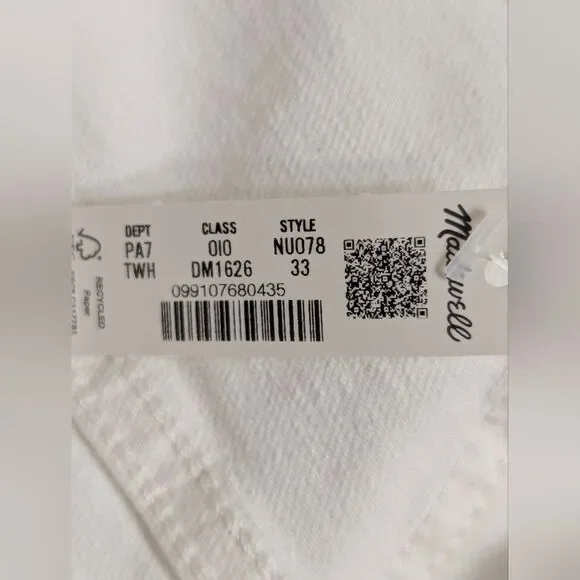 DEPT CLASS STYLE
PA7 010 NU078
TWH DM1626 33
099107680435
Madewell
RECYCLED
Paper